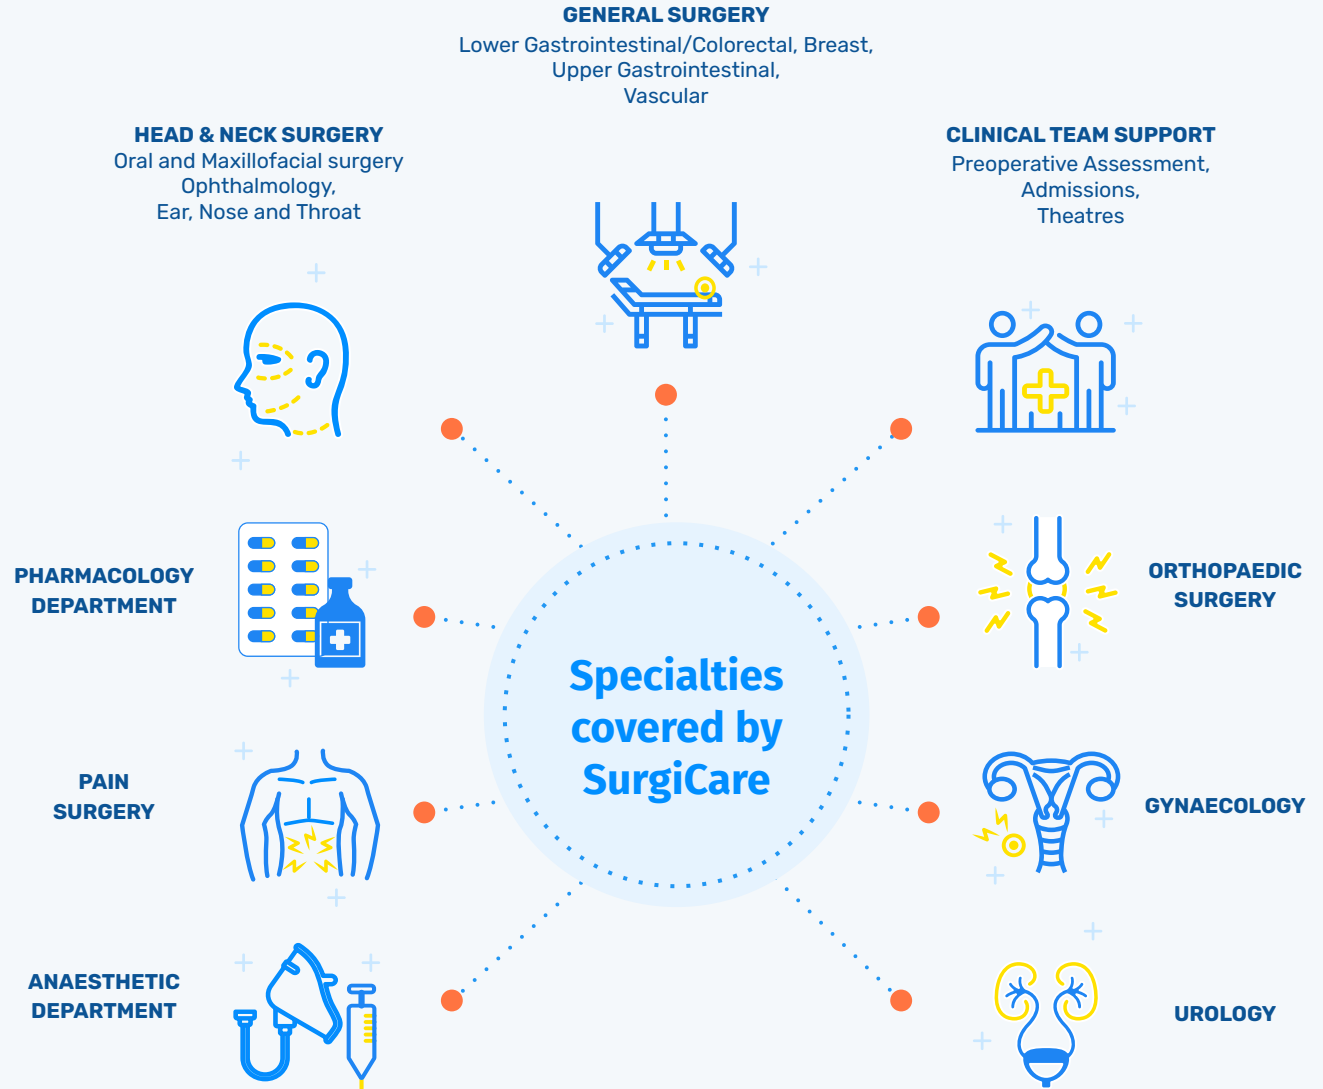 GENERAL SURGERY
Lower Gastrointestinal/Colorectal, Breast,
Upper Gastrointestinal,
Vascular
HEAD & NECK SURGERY
Oral and Maxillofacial surgery
Ophthalmology,
Ear, Nose and Throat
CLINICAL TEAM SUPPORT
Preoperative Assessment,
Admissions,
Theatres
PHARMACOLOGY
DEPARTMENT
ORTHOPAEDIC
SURGERY
Specialties
covered by
SurgiCare
PAIN
SURGERY
GYNAECOLOGY
ANAESTHETIC
DEPARTMENT
UROLOGY